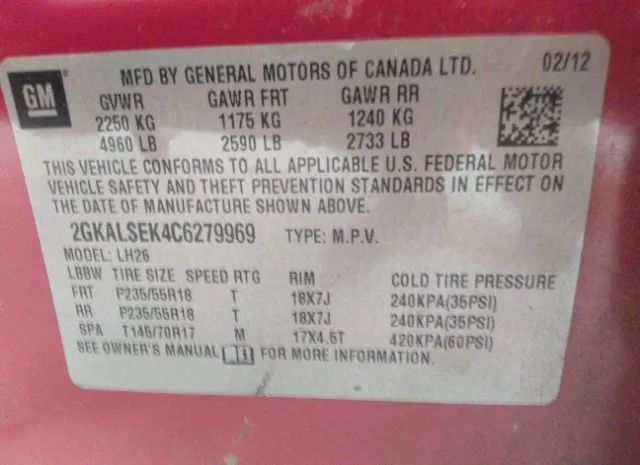 GM
MFD BY GENERAL MOTORS OF CANADA LTD. 02/12
GVWR GAWR FRT GAWR RR
2250 KG 1175 KG 1240 KG
4960 LB 2590 LB 2733 LB
THIS VEHICLE CONFORMS TO ALL APPLICABLE U.S. FEDERAL MOTOR
VEHICLE SAFETY AND THEFT PREVENTION STANDARDS IN EFFECT ON
THE DATE OF MANUFACTURE SHOWN ABOVE.
2GKALSEK4C6279969 TYPE: M.P.V.
MODEL: LH26
LBBW TIRE SIZE SPEED RTG RIM COLD TIRE PRESSURE
FRT P235/55R18 T 18X7J 240KPA(35PSI)
RR P235/55R18 T 18X7J 240KPA(35PSI)
SPA T145/70R17 M 17X4.5T 420KPA(60PSI)
SEE OWNER'S MANUAL FOR MORE INFORMATION.